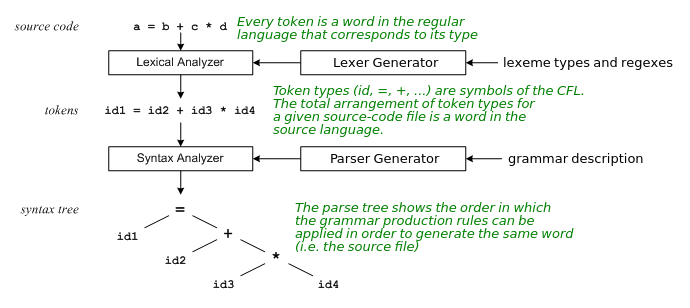 source code
a = b + c * d
Every token is a word in the regular
language that corresponds to its type
Lexical Analyzer
Lexer Generator
lexeme types and regexes
Token types (id, =, +, ...) are symbols of the CFL.
The total arrangement of token types for
a given source-code file is a word in the
source language.
tokens
id1 = id2 + id3 * id4
Syntax Analyzer
Parser Generator
grammar description
syntax tree
The parse tree shows the order in which
the grammar production rules can be
applied in order to generate the same word
(i.e. the source file)
=
id1
+
id2
*
id3
id4